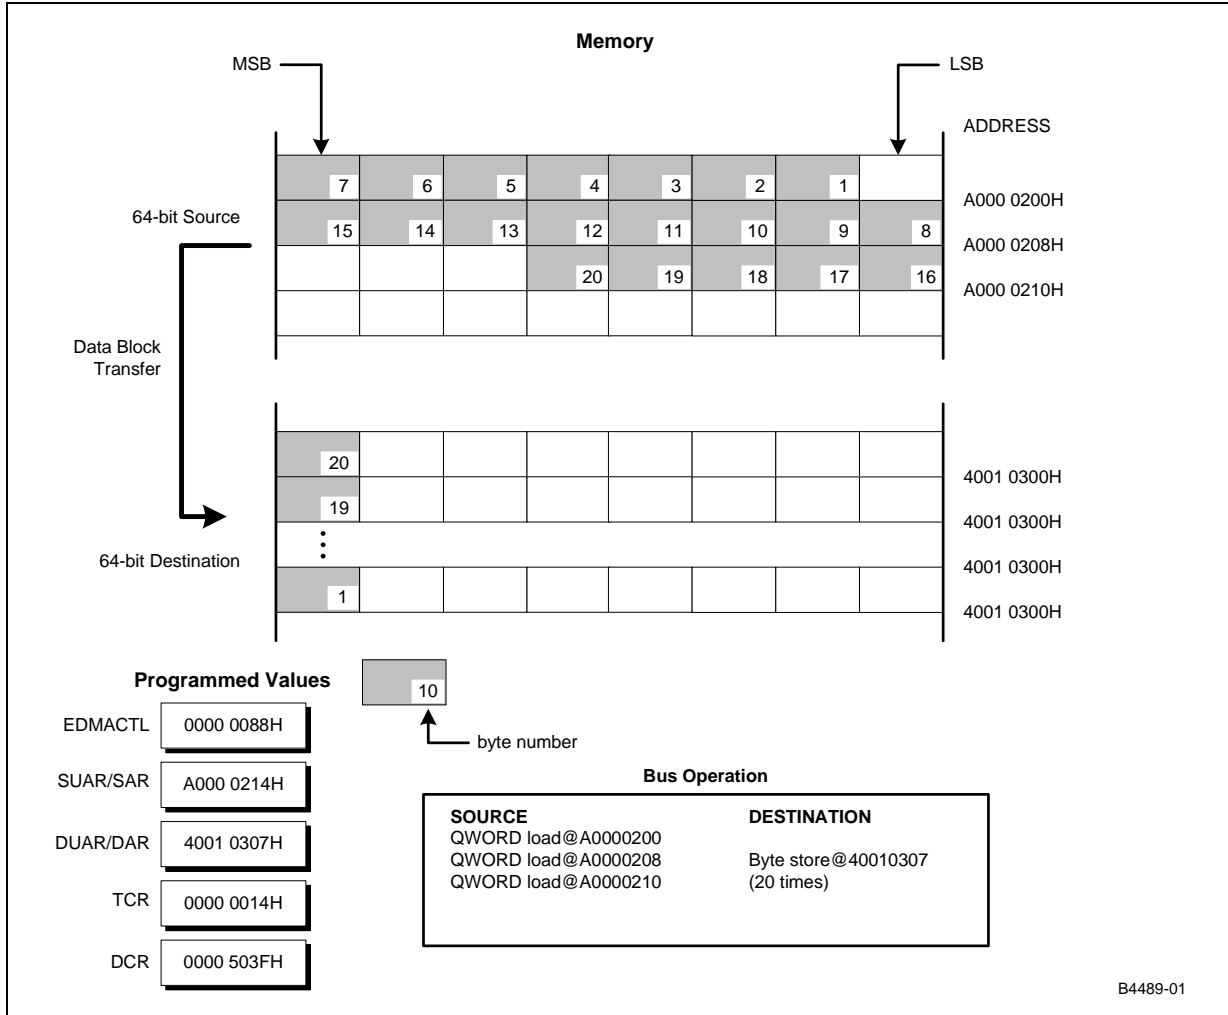 Memory
MSB
LSB
ADDRESS
7 6 5 4 3 2 1
A000 0200H
64-bit Source
15 14 13 12 11 10 9 8
A000 0208H
20 19 18 17 16
A000 0210H
Data Block
Transfer
20
4001 0300H
19
4001 0300H
64-bit Destination
4001 0300H
1
4001 0300H
Programmed Values
10
byte number
EDMACTL 0000 0088H
SUAR/SAR A000 0214H
DUAR/DAR 4001 0307H
TCR 0000 0014H
DCR 0000 503FH
Bus Operation
SOURCE DESTINATION
QWORD load@A0000200
QWORD load@A0000208 Byte store@40010307
QWORD load@A0000210 (20 times)
B4489-01